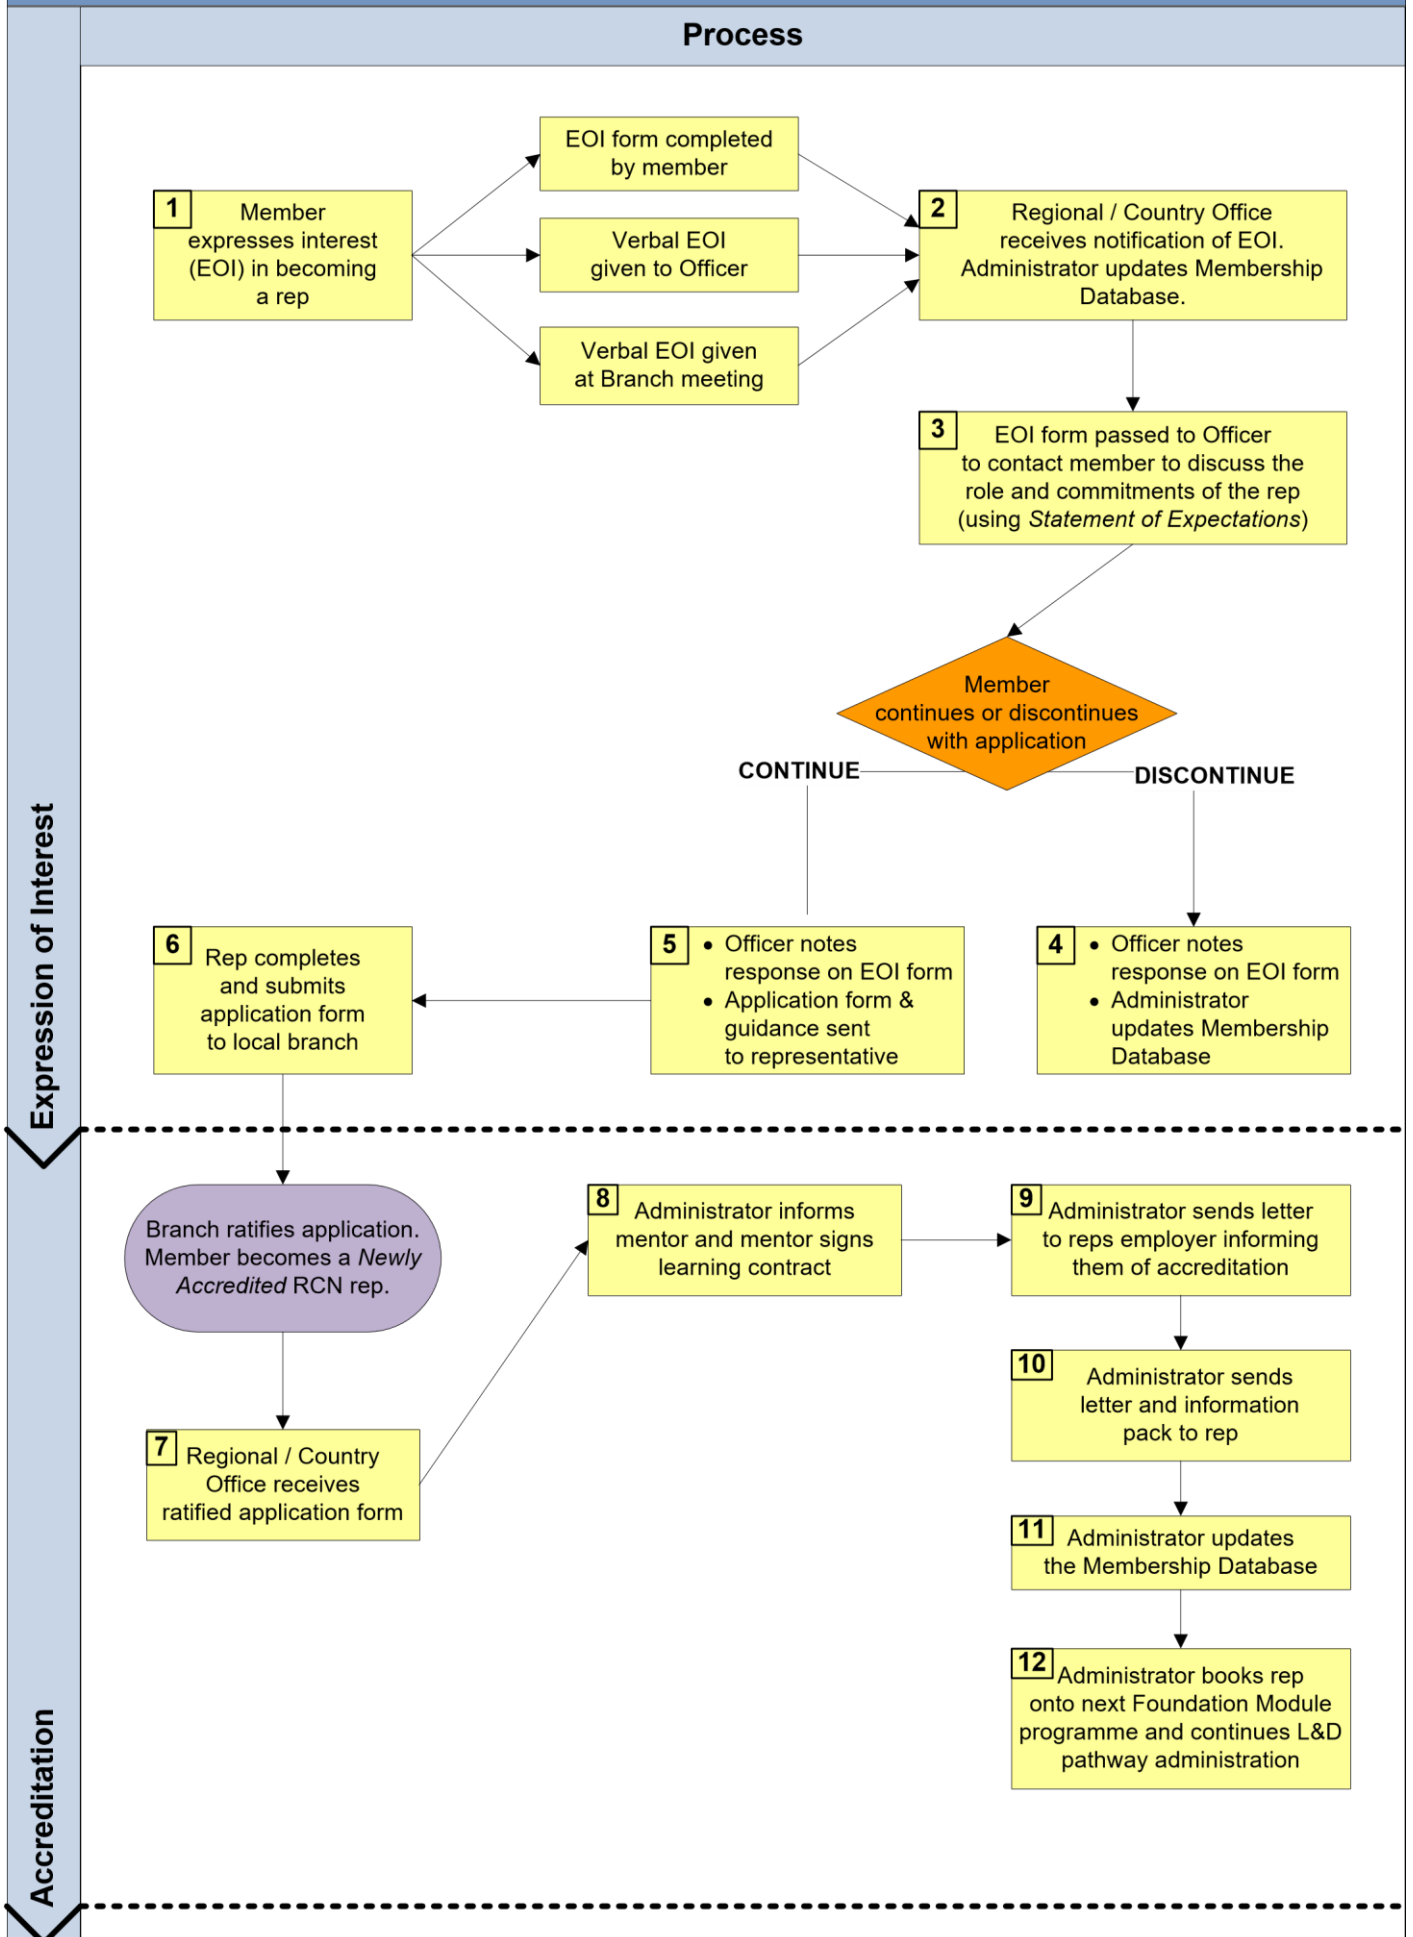 Process
1
Member
expresses interest
(EOI) in becoming
a rep
EOI form completed
by member
Verbal EOI
given to Officer
Verbal EOI given
at Branch meeting
2
Regional / Country Office
receives notification of EOI.
Administrator updates Membership
Database.
3
EOI form passed to Officer
to contact member to discuss the
role and commitments of the rep
(using Statement of Expectations)
Member
continues or discontinues
with application
CONTINUE
DISCONTINUE
4
• Officer notes
response on EOI form
• Administrator
updates Membership
Database
5
• Officer notes
response on EOI form
• Application form &
guidance sent
to representative
6
Rep completes
and submits
application form
to local branch
Expression of Interest
Branch ratifies application.
Member becomes a Newly
Accredited RCN rep.
7
Regional / Country
Office receives
ratified application form
8
Administrator informs
mentor and mentor signs
learning contract
9
Administrator sends letter
to reps employer informing
them of accreditation
10
Administrator sends
letter and information
pack to rep
11
Administrator updates
the Membership Database
12
Administrator books rep
onto next Foundation Module
programme and continues L&D
pathway administration
Accreditation